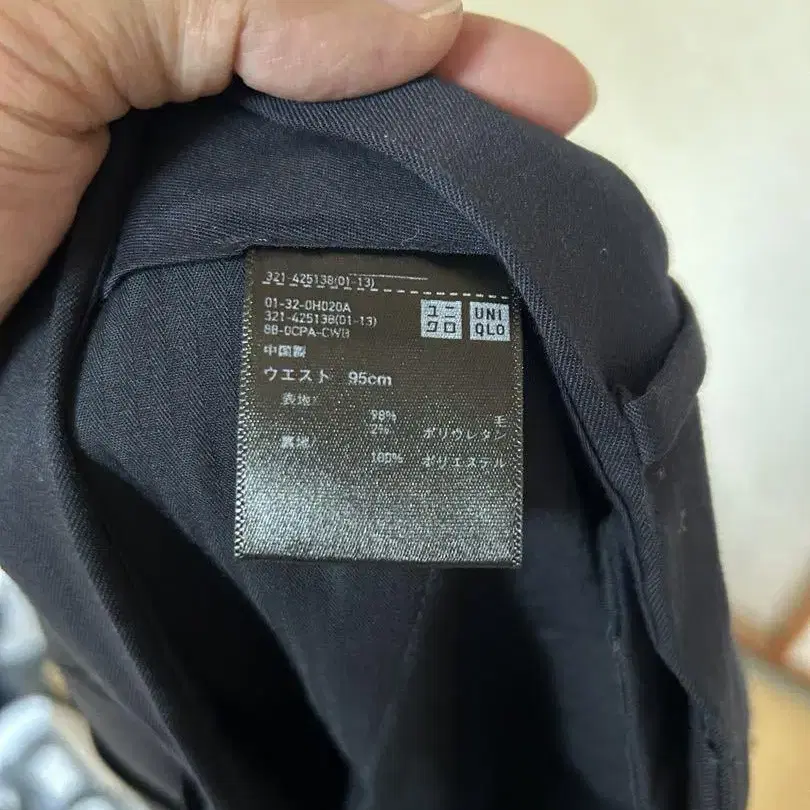 321-425138(01-13)
01-32-0H020A
321-425138(01-13)
8B-0CPA-CWB
ユニクロ
UNIQLO
中国製
ウエスト 95cm
表地)
98% 毛
2% ポリウレタン
裏地)
100% ポリエステル